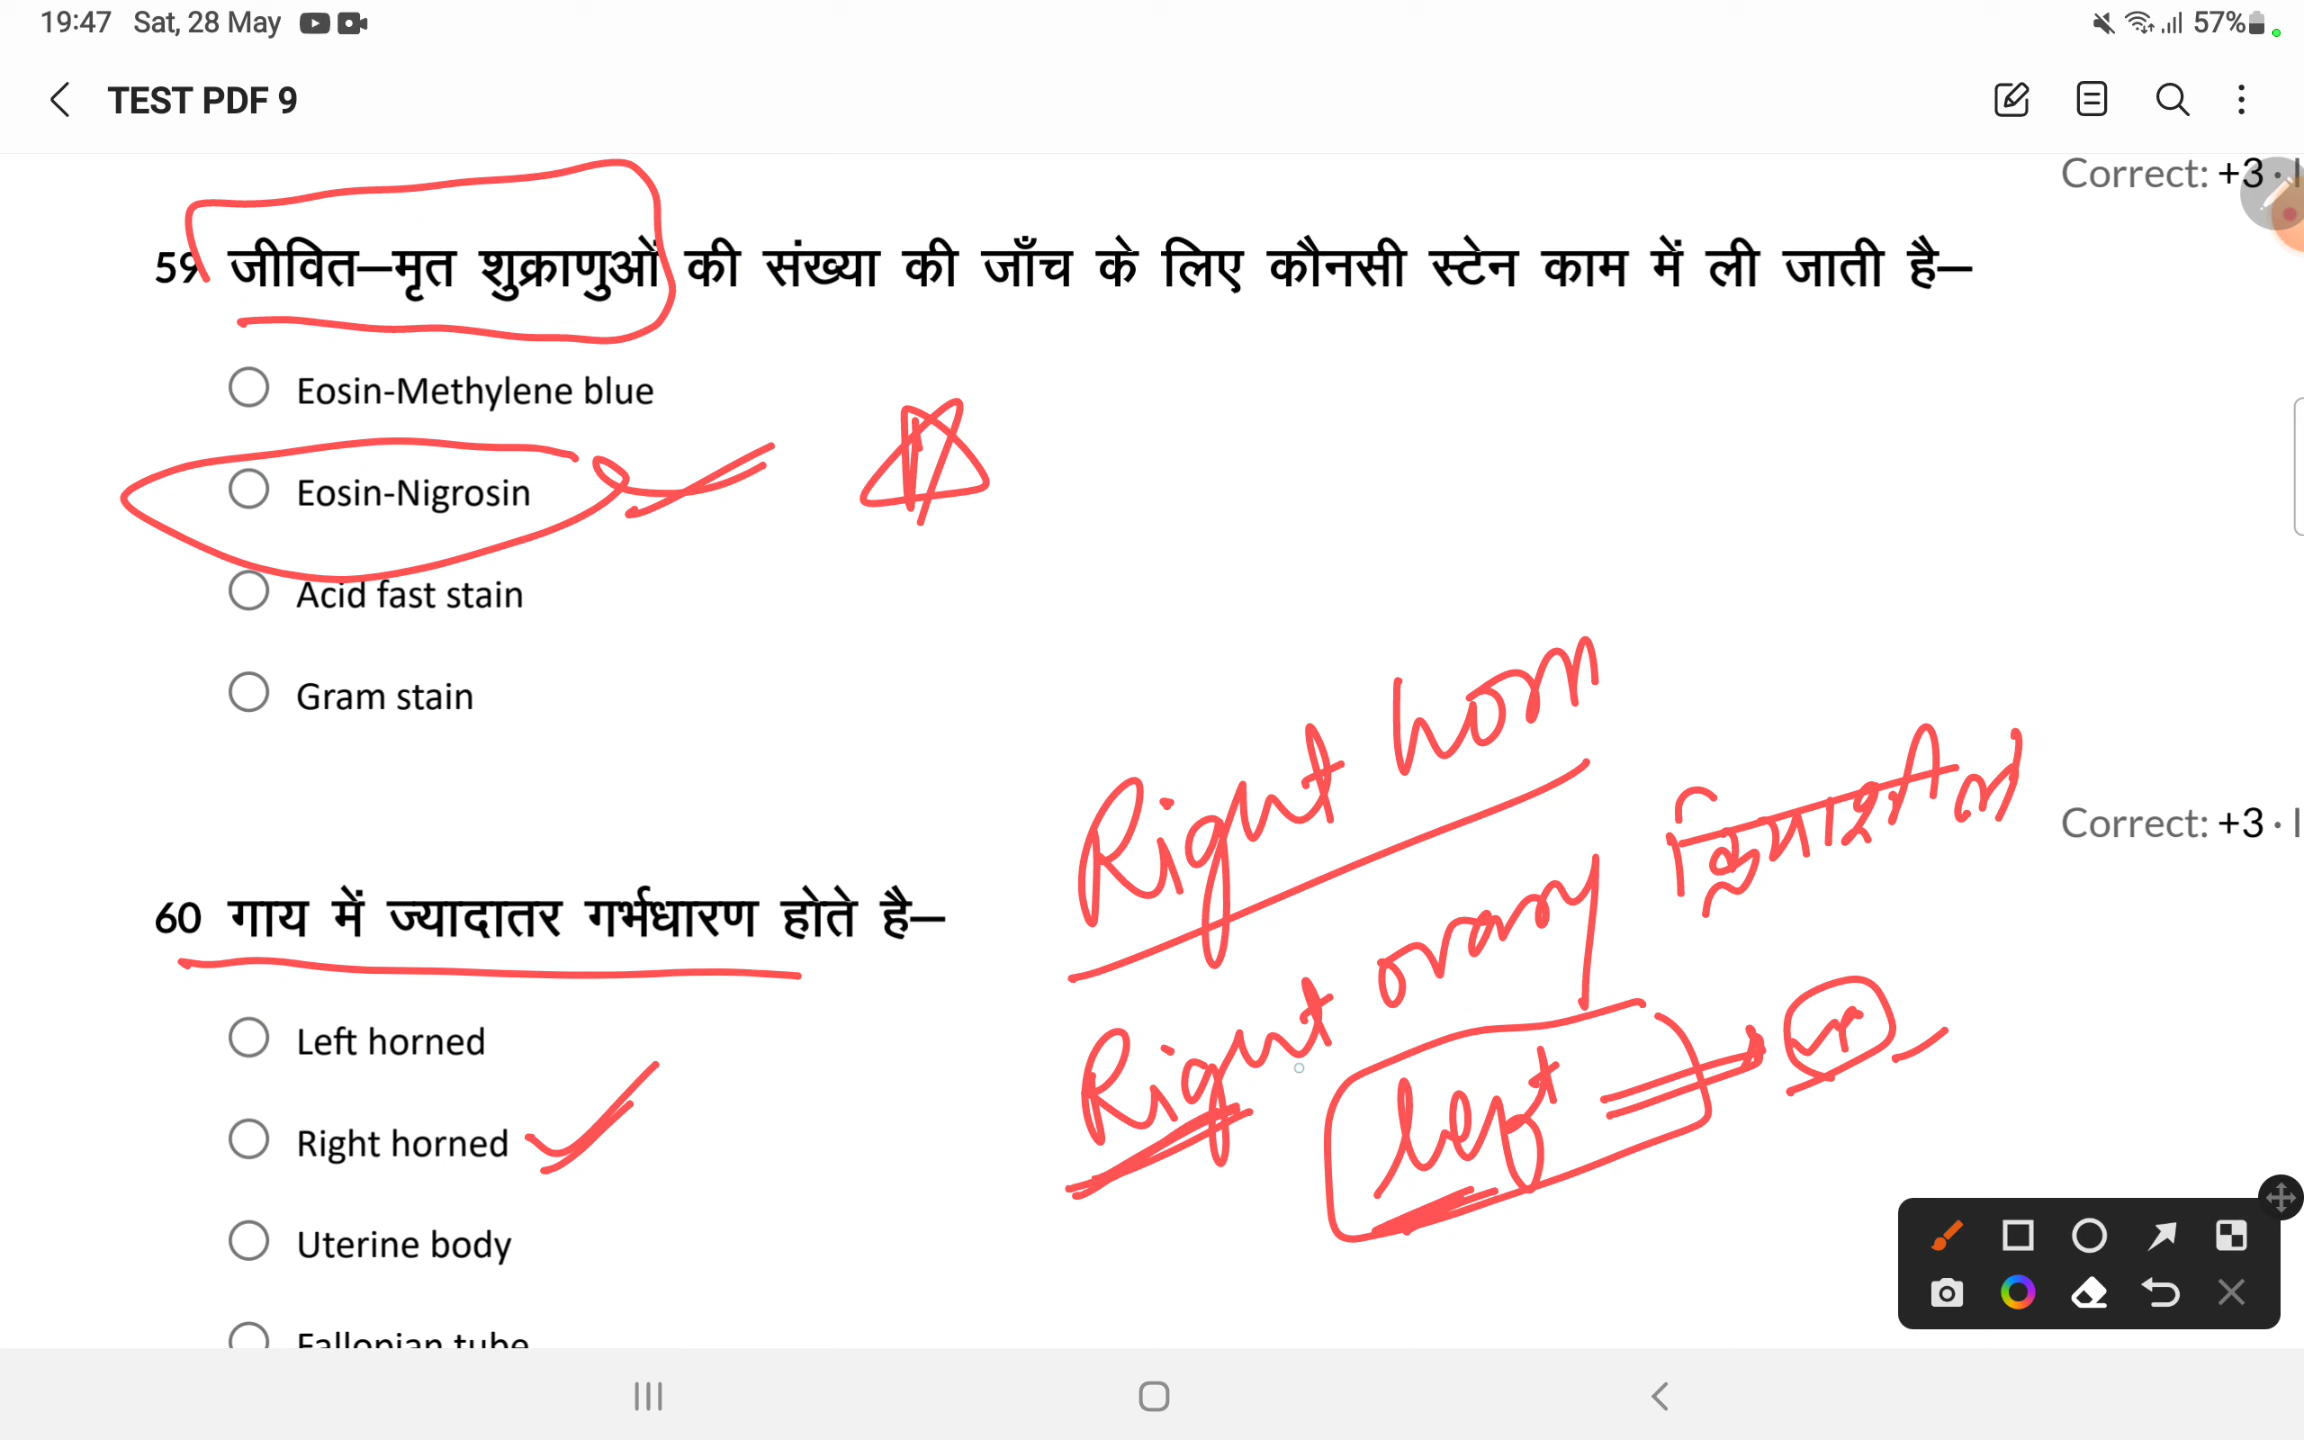 19:47 Sat, 28 May 57%
TEST PDF 9
Correct: +3 ·
59 जीवित–मृत शुक्राणुओं की संख्या की जाँच के लिए कौनसी स्टेन काम में ली जाती है–
Eosin-Methylene blue
Eosin-Nigrosin
Acid fast stain
Gram stain
Right horn
क्रियाशील
Correct: +3 ·
60 गाय में ज्यादातर गर्भधारण होते है–
Right ovary
Left horned
left
Right horned
Uterine body
Fallopian tube